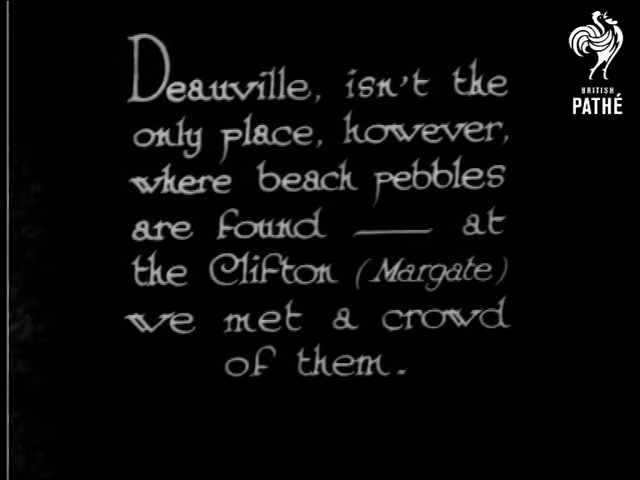 Deauville, isn't the
only place, however,
where beach pebbles
are found — at
the Clifton (Margate)
we met a crowd
of them.
BRITISH
PATHÉ